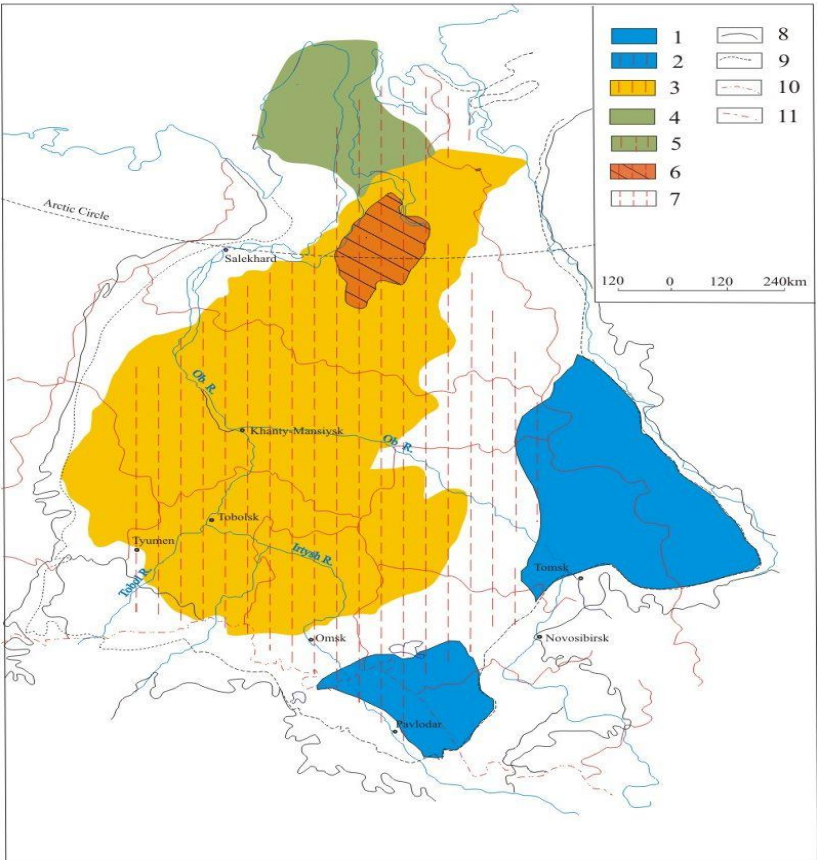 1 8
2 9
3 10
4 11
5
6
7
120 0 120 240km
Arctic Circle
Salekhard
Ob R.
Khanty-Mansiysk
Ob R.
Tobolsk
Tyumen
Irtysh R.
Tobol R.
Tomsk
Omsk
Novosibirsk
Pavlodar